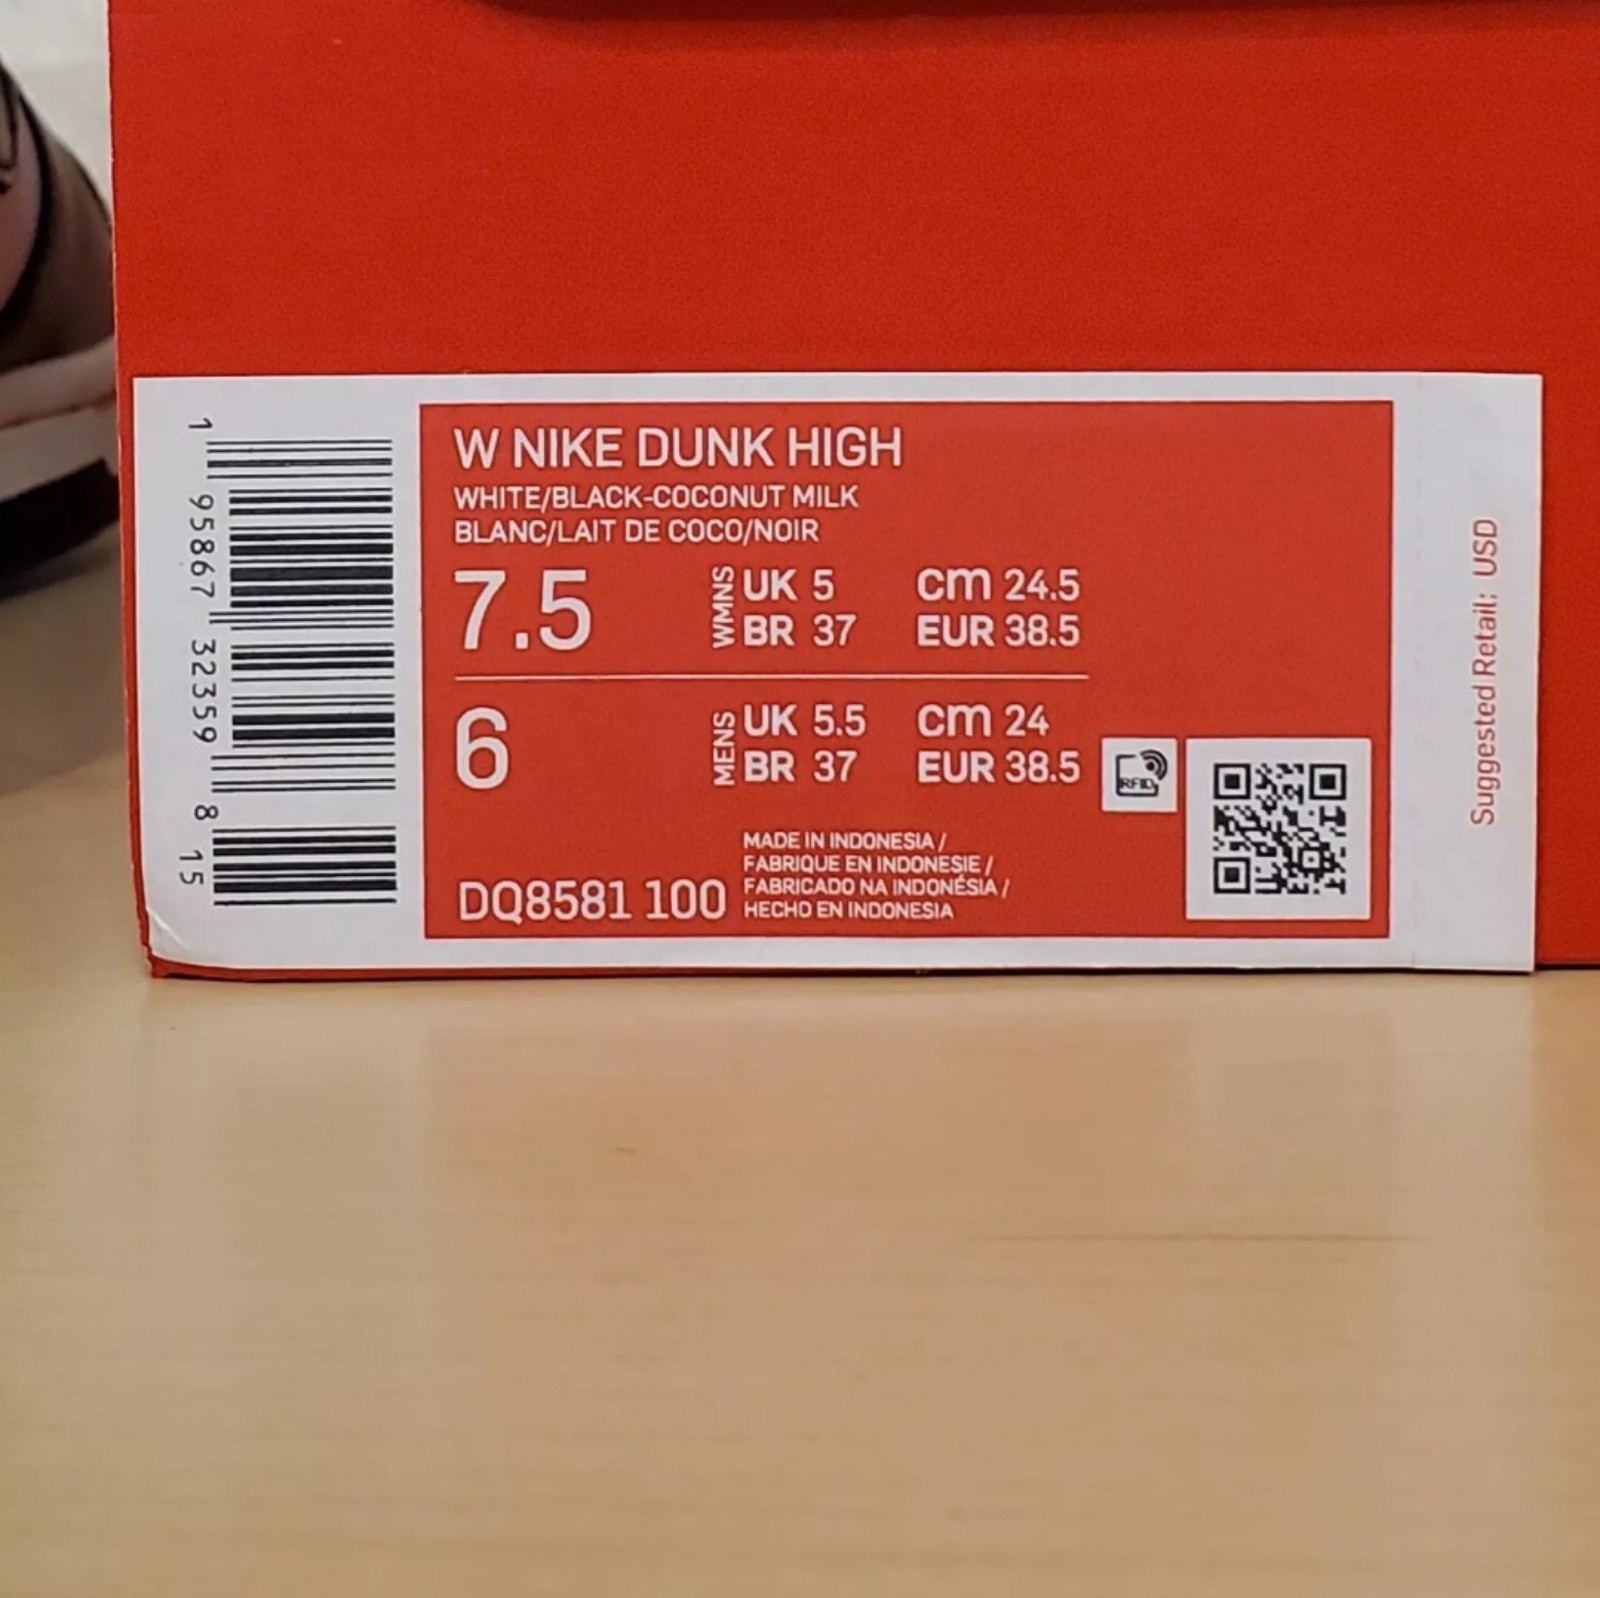 W NIKE DUNK HIGH
WHITE/BLACK-COCONUT MILK
BLANC/LAIT DE COCO/NOIR
7.5
WMNS
UK 5 cm 24.5
BR 37 EUR 38.5
6
MENS
UK 5.5 cm 24
BR 37 EUR 38.5
RFID
MADE IN INDONESIA /
FABRIQUE EN INDONESIE /
FABRICADO NA INDONÉSIA /
HECHO EN INDONESIA
DQ8581 100
1 95867 32359 8 15
Suggested Retail: USD